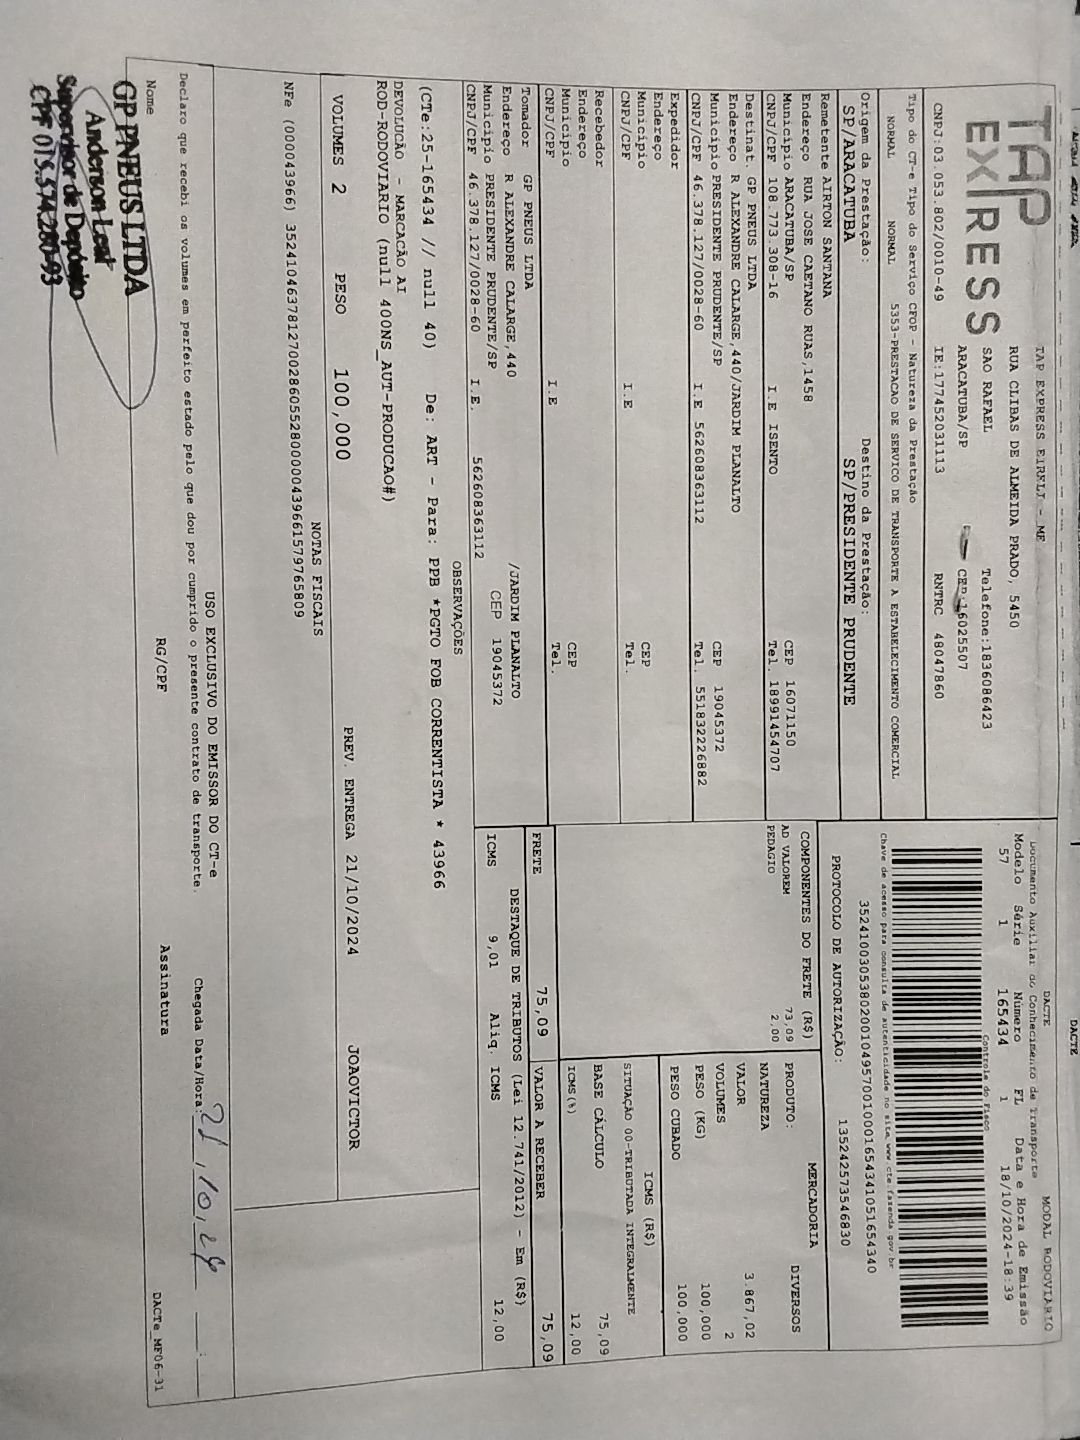 DACTE
TAP EXPRESS
TAP EXPRESS EIRELI - ME
RUA CLIBAS DE ALMEIDA PRADO, 5450
SAO RAFAEL Telefone:1836086423
ARACATUBA/SP CEP:16025507
CNPJ:03.053.802/0010-49 IE:177452031113 RNTRC 48047860
DACTE MODAL RODOVIARIO
Documento Auxiliar do Conhecimento de Transporte
Modelo Série Número FL Data e Hora de Emissão
57 1 165434 1 18/10/2024-18:39
Controle do Fisco
Chave de acesso para consulta de autenticidade no site www.cte.fazenda.gov.br
35241003053802001049570010001654341051654340
PROTOCOLO DE AUTORIZAÇÃO: 135242573546830
Tipo do CT-e Tipo do Serviço CFOP - Natureza da Prestação
NORMAL NORMAL 5353-PRESTACAO DE SERVICO DE TRANSPORTE A ESTABELECIMENTO COMERCIAL
Origem da Prestação: Destino da Prestação:
SP/ARACATUBA SP/PRESIDENTE PRUDENTE
Remetente AIRTON SANTANA
Endereço RUA JOSE CAETANO RUAS,1458
Município ARACATUBA/SP CEP 16071150
CNPJ/CPF 108.773.308-16 I.E ISENTO Tel. 18991454707
Destinat. GP PNEUS LTDA
Endereço R ALEXANDRE CALARGE,440/JARDIM PLANALTO
Município PRESIDENTE PRUDENTE/SP CEP 19045372
CNPJ/CPF 46.378.127/0028-60 I.E 562608363112 Tel. 551832226882
Expedidor
Endereço
Município CEP
CNPJ/CPF I.E Tel.
Recebedor
Endereço
Município CEP
CNPJ/CPF I.E Tel.
Tomador GP PNEUS LTDA
Endereço R ALEXANDRE CALARGE,440 /JARDIM PLANALTO
Município PRESIDENTE PRUDENTE/SP CEP 19045372
CNPJ/CPF 46.378.127/0028-60 I.E. 562608363112
COMPONENTES DO FRETE (R$)
AD VALOREM 73,09
PEDAGIO 2,00
MERCADORIA
PRODUTO: DIVERSOS
NATUREZA
VALOR 3.867,02
VOLUMES 2
PESO (KG) 100,000
PESO CUBADO 100,000
ICMS (R$)
SITUAÇÃO 00-TRIBUTADA INTEGRALMENTE
BASE CÁLCULO 75,09
ICMS(%) 12,00
FRETE 75,09 VALOR A RECEBER 75,09
DESTAQUE DE TRIBUTOS (Lei 12.741/2012) - Em (R$)
ICMS 9,01 Aliq. ICMS 12,00
OBSERVAÇÕES
(CTe:25-165434 // null 40) De: ART - Para: PPB *PGTO FOB CORRENTISTA * 43966
DEVOLUCÃO - MARCACÃO AI
ROD-RODOVIARIO (null 400NS_AUT-PRODUCAO#)
VOLUMES 2 PESO 100,000 PREV. ENTREGA 21/10/2024 JOAOVICTOR
NOTAS FISCAIS
NFe (000043966) 35241046378127002860552800000439661579765809
USO EXCLUSIVO DO EMISSOR DO CT-e
Declaro que recebi os volumes em perfeito estado pelo que dou por cumprido o presente contrato de transporte. Chegada Data/Hora: 21,10,24 :
Nome RG/CPF Assinatura DACTe_MF06-31
GP PNEUS LTDA
Anderson Leat
Supervisor de Depósito
CPF 015.574.260-93